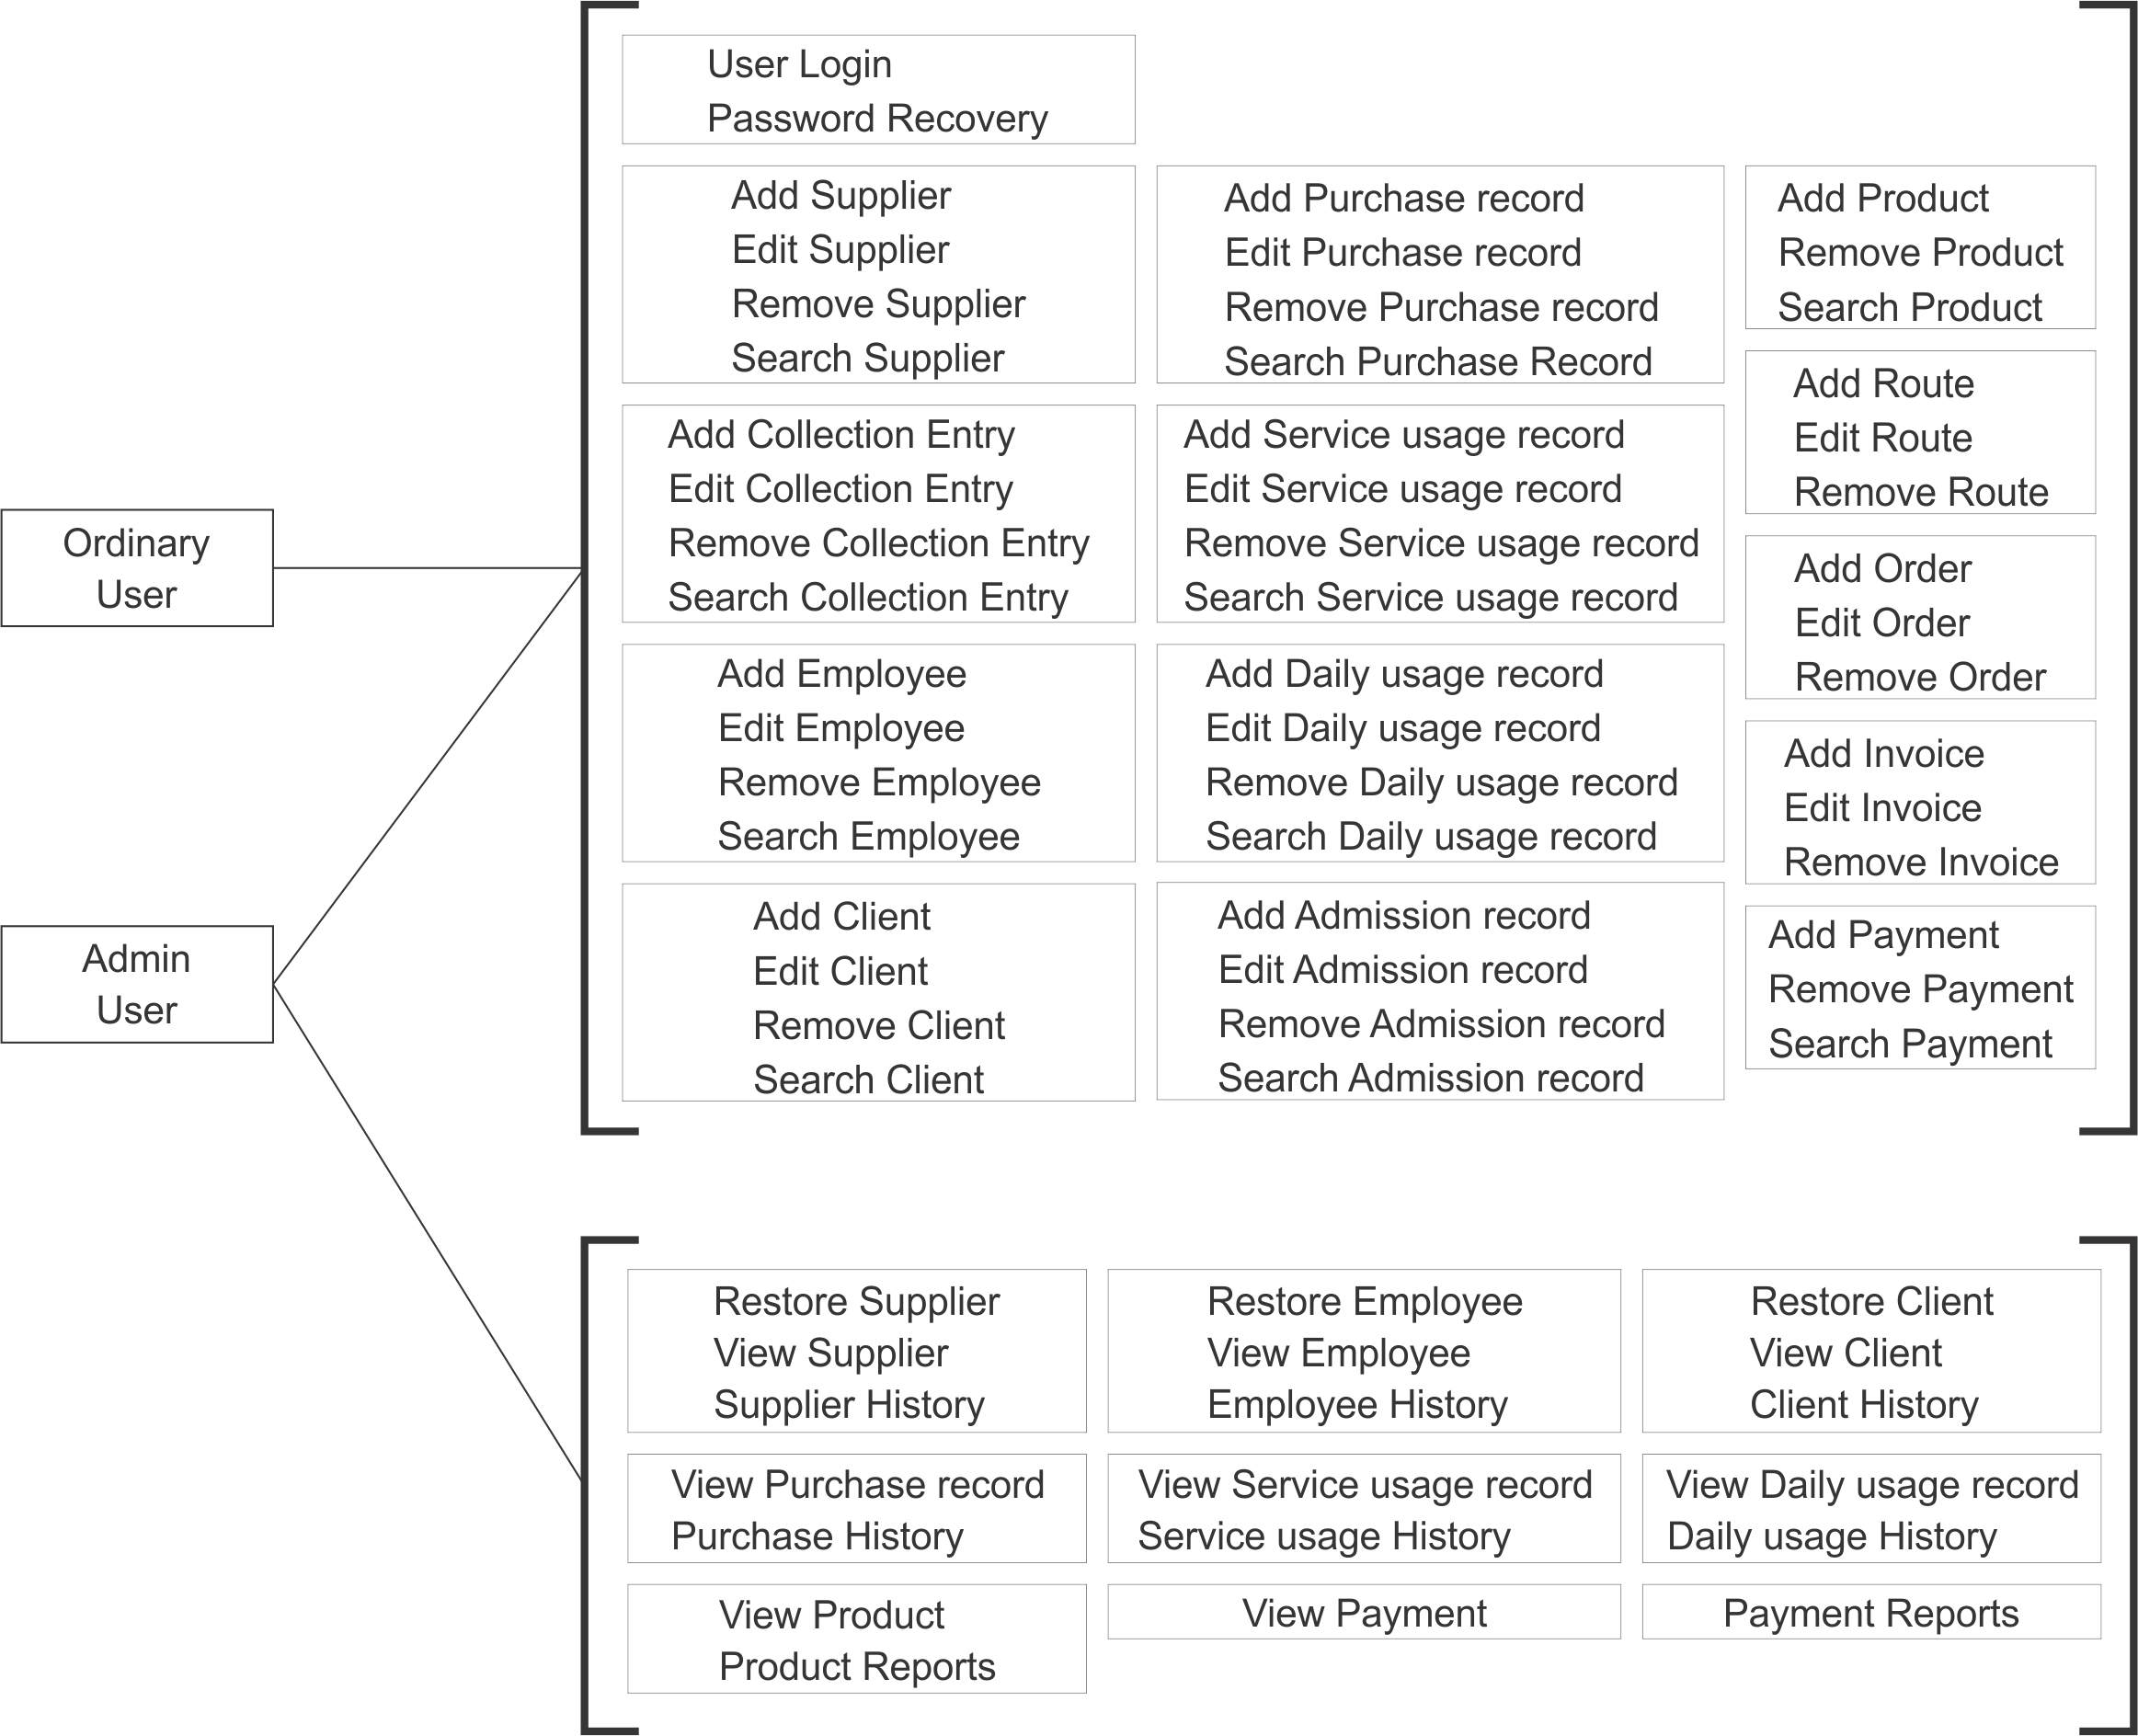 Ordinary
User
Admin
User
User Login
Password Recovery
Add Supplier
Edit Supplier
Remove Supplier
Search Supplier
Add Collection Entry
Edit Collection Entry
Remove Collection Entry
Search Collection Entry
Add Employee
Edit Employee
Remove Employee
Search Employee
Add Client
Edit Client
Remove Client
Search Client
Add Purchase record
Edit Purchase record
Remove Purchase record
Search Purchase Record
Add Service usage record
Edit Service usage record
Remove Service usage record
Search Service usage record
Add Daily usage record
Edit Daily usage record
Remove Daily usage record
Search Daily usage record
Add Admission record
Edit Admission record
Remove Admission record
Search Admission record
Add Product
Remove Product
Search Product
Add Route
Edit Route
Remove Route
Add Order
Edit Order
Remove Order
Add Invoice
Edit Invoice
Remove Invoice
Add Payment
Remove Payment
Search Payment
Restore Supplier
View Supplier
Supplier History
Restore Employee
View Employee
Employee History
Restore Client
View Client
Client History
View Purchase record
Purchase History
View Service usage record
Service usage History
View Daily usage record
Daily usage History
View Product
Product Reports
View Payment
Payment Reports